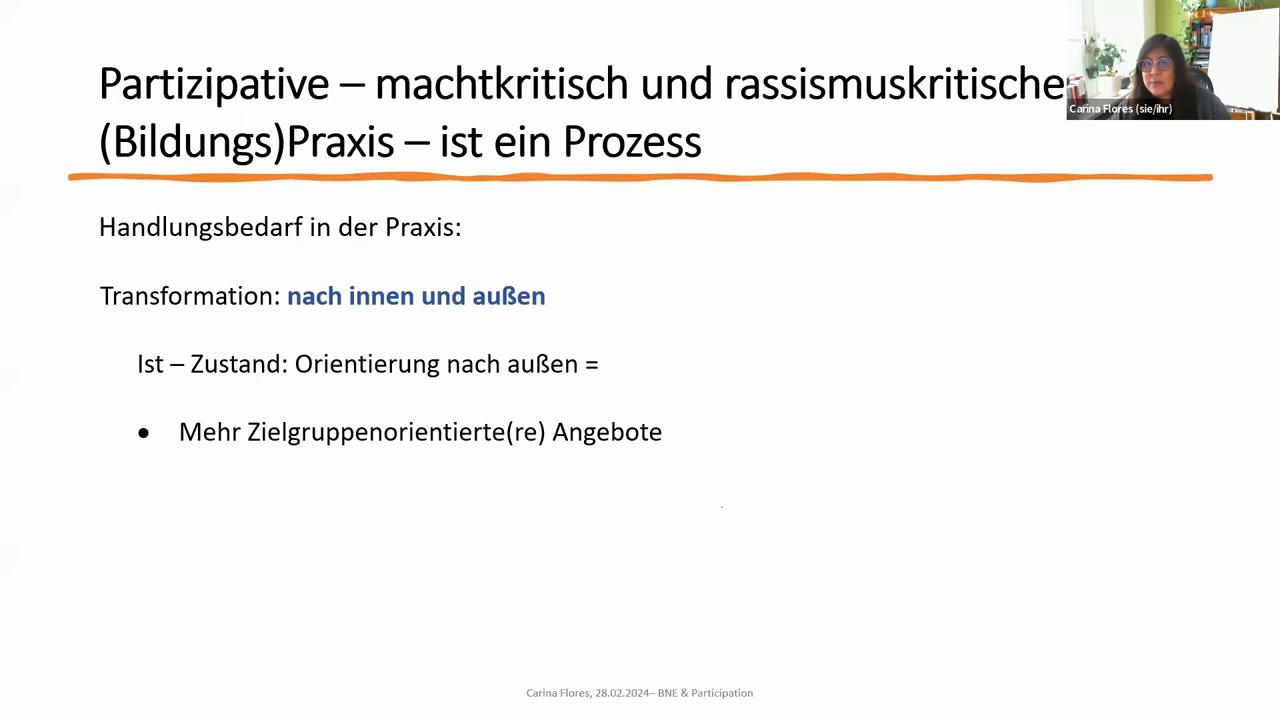 Partizipative – machtkritisch und rassismuskritische
(Bildungs)Praxis – ist ein Prozess
Carina Flores (sie/ihr)
Handlungsbedarf in der Praxis:
Transformation: nach innen und außen
Ist – Zustand: Orientierung nach außen =
• Mehr Zielgruppenorientierte(re) Angebote
Carina Flores, 28.02.2024– BNE & Participation